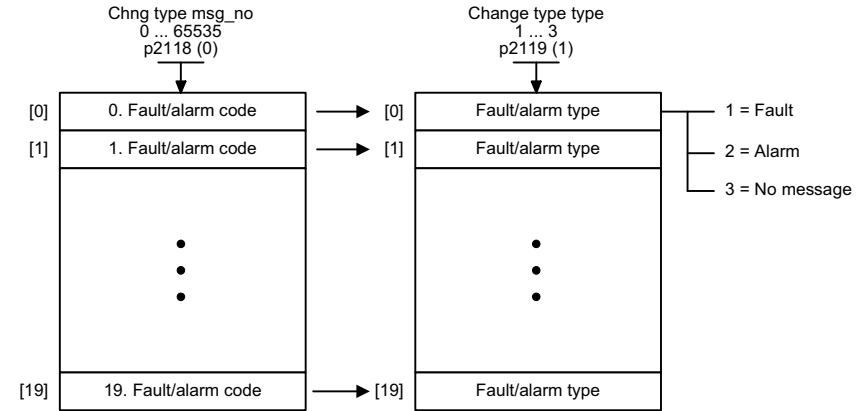 Chng type msg_no
0 ... 65535
p2118 (0)
Change type type
1 ... 3
p2119 (1)
[0] 0. Fault/alarm code [0] Fault/alarm type 1 = Fault
[1] 1. Fault/alarm code [1] Fault/alarm type 2 = Alarm
3 = No message
[19] 19. Fault/alarm code [19] Fault/alarm type